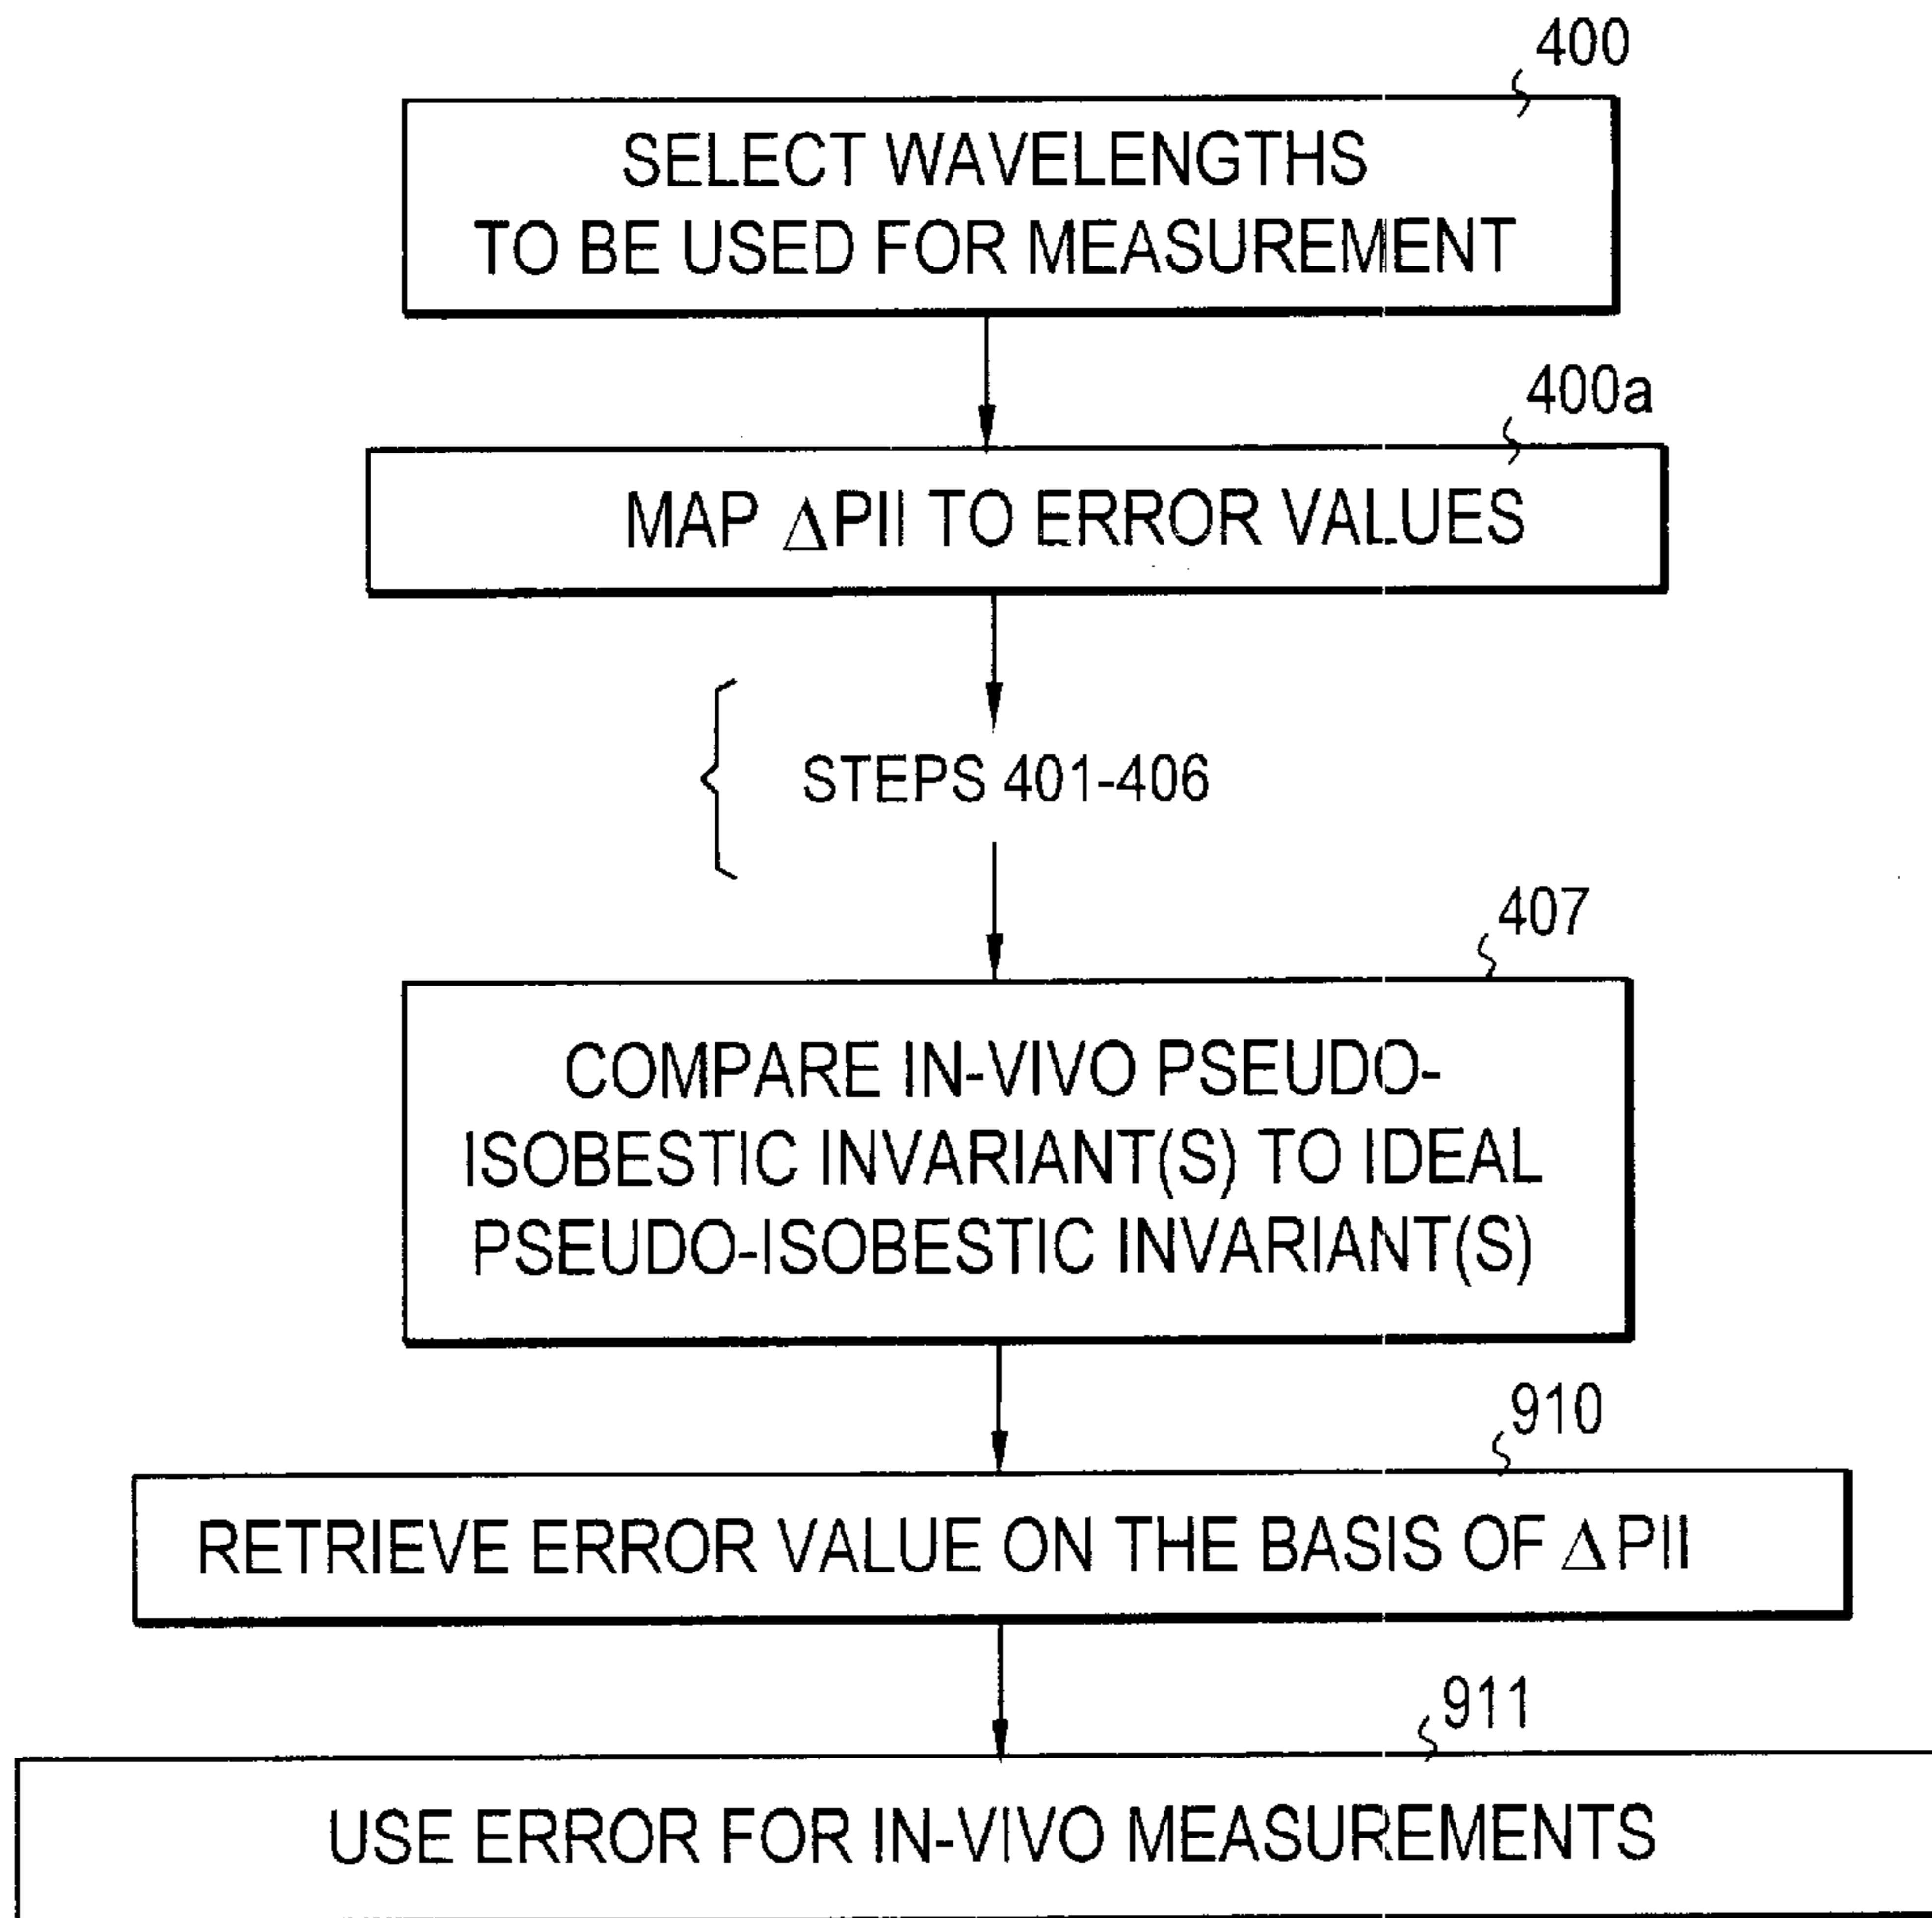 400
SELECT WAVELENGTHS
TO BE USED FOR MEASUREMENT
400a
MAP △PII TO ERROR VALUES
STEPS 401-406
407
COMPARE IN-VIVO PSEUDO-
ISOBESTIC INVARIANT(S) TO IDEAL
PSEUDO-ISOBESTIC INVARIANT(S)
910
RETRIEVE ERROR VALUE ON THE BASIS OF △PII
911
USE ERROR FOR IN-VIVO MEASUREMENTS